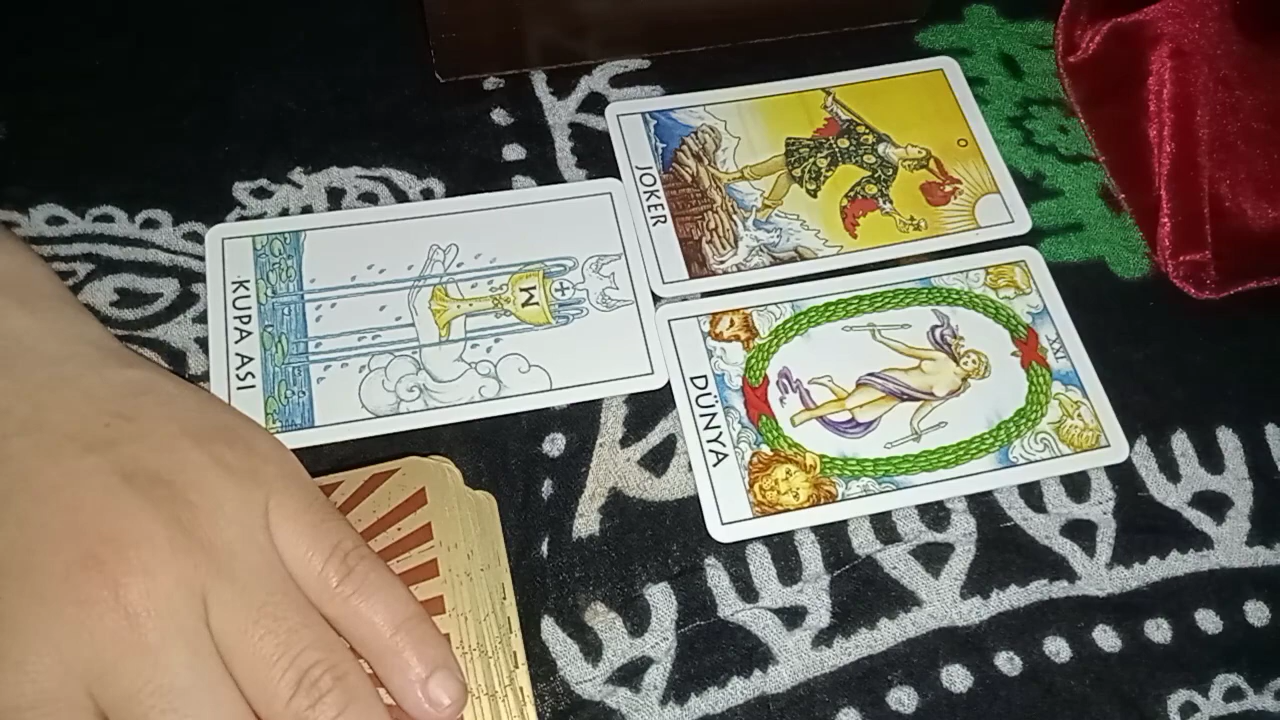 JOKER
O
KUPA ASI
M
DÜNYA
XXI